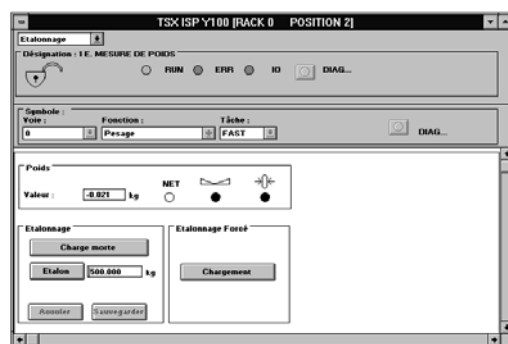 TSX ISP Y100 [RACK 0 POSITION 2]
Etalonnage
Désignation : 1 E. MESURE DE POIDS
RUN ERR IO DIAG...
Symbole :
Voie : Fonction : Tâche :
0 Pesage FAST DIAG...
Poids
NET
Valeur : -0.021 kg
Etalonnage Etalonnage Forcé
Charge morte
Etalon 500.000 kg Chargement
Annuler Sauvegarder